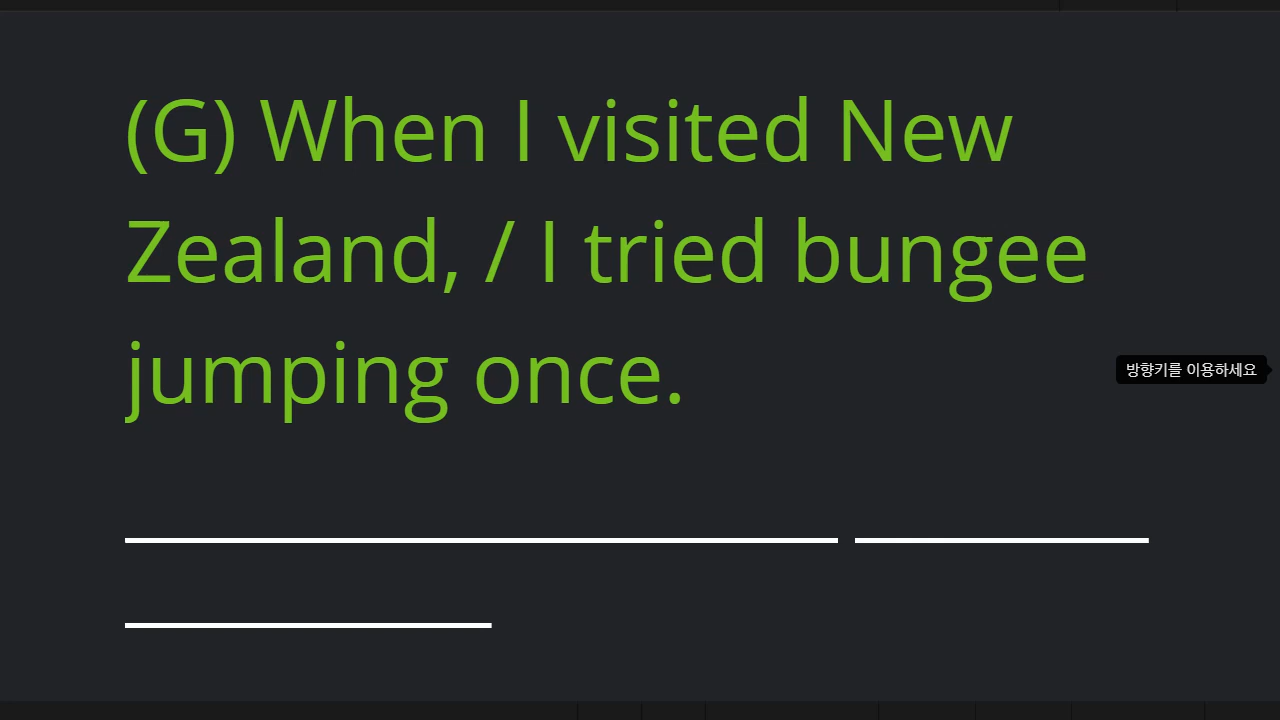 (G) When I visited New
Zealand, / I tried bungee
jumping once.
방향키를 이용하세요